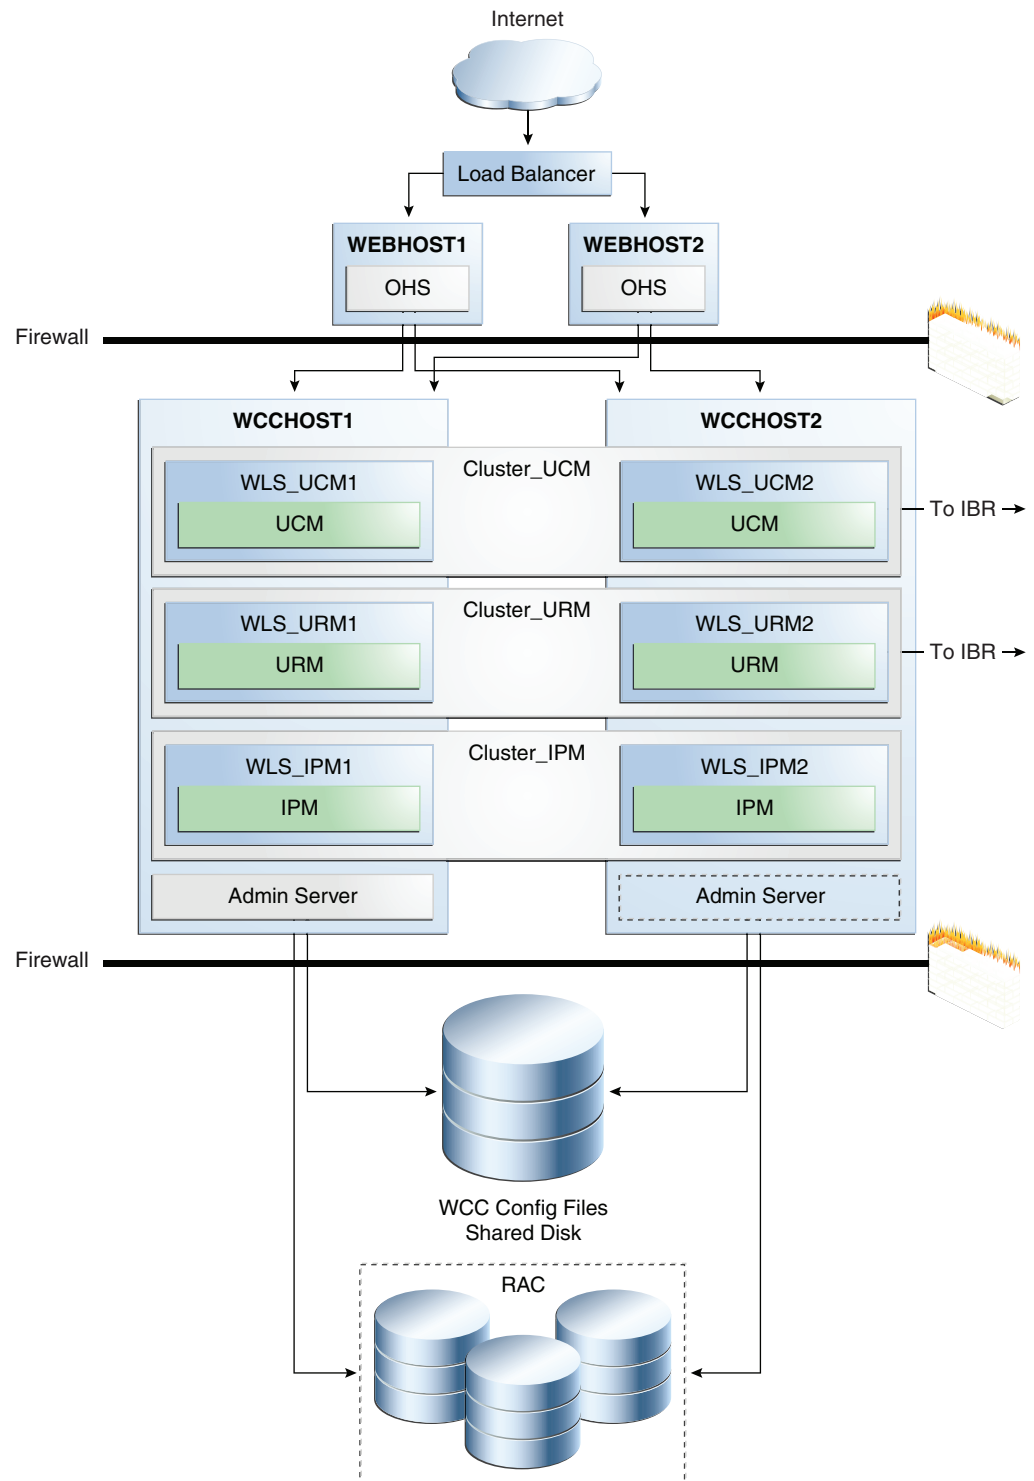 Internet
Load Balancer
WEBHOST1
WEBHOST2
OHS
OHS
Firewall
WCCHOST1
WCCHOST2
Cluster_UCM
WLS_UCM1
WLS_UCM2
UCM
UCM
To IBR
Cluster_URM
WLS_URM1
WLS_URM2
URM
URM
To IBR
Cluster_IPM
WLS_IPM1
WLS_IPM2
IPM
IPM
Admin Server
Admin Server
Firewall
WCC Config Files
Shared Disk
RAC